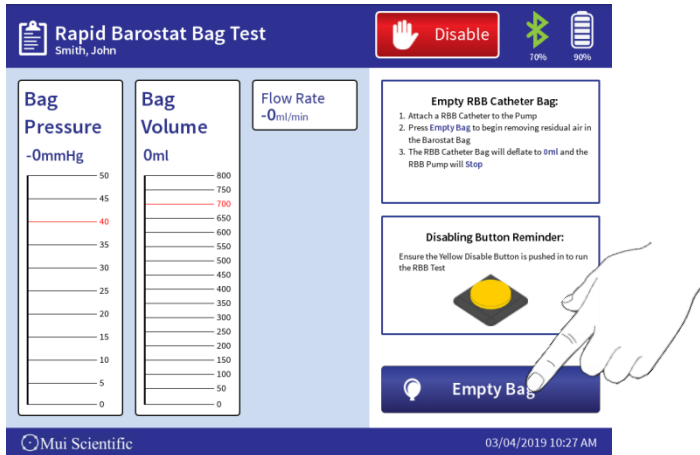 Rapid Barostat Bag Test
Smith, John
Disable
70%
90%
Bag
Pressure
-0mmHg
50
45
40
35
30
25
20
15
10
5
0
Bag
Volume
0ml
800
750
700
650
600
550
500
450
400
350
300
250
200
150
100
50
0
Flow Rate
-0ml/min
Empty RBB Catheter Bag:
1. Attach a RBB Catheter to the Pump
2. Press Empty Bag to begin removing residual air in
the Barostat Bag
3. The RBB Catheter Bag will deflate to 0ml and the
RBB Pump will Stop
Disabling Button Reminder:
Ensure the Yellow Disable Button is pushed in to run
the RBB Test
Empty Bag
Mui Scientific
03/04/2019 10:27 AM